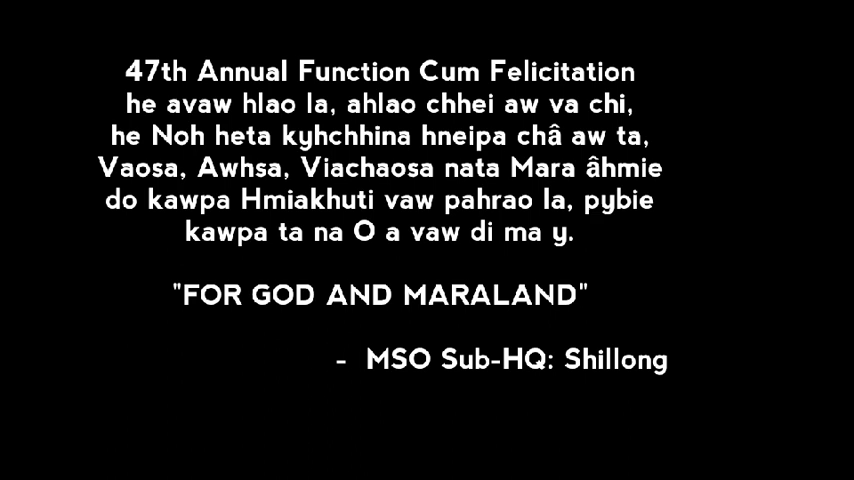 47th Annual Function Cum Felicitation
he avaw hlao la, ahlao chhei aw va chi,
he Noh heta kyhchhina hneipa châ aw ta,
Vaosa, Awhsa, Viachaosa nata Mara âhmie
do kawpa Hmiakhuti vaw pahrao la, pybie
kawpa ta na O a vaw di ma y.
"FOR GOD AND MARALAND"
- MSO Sub-HQ: Shillong